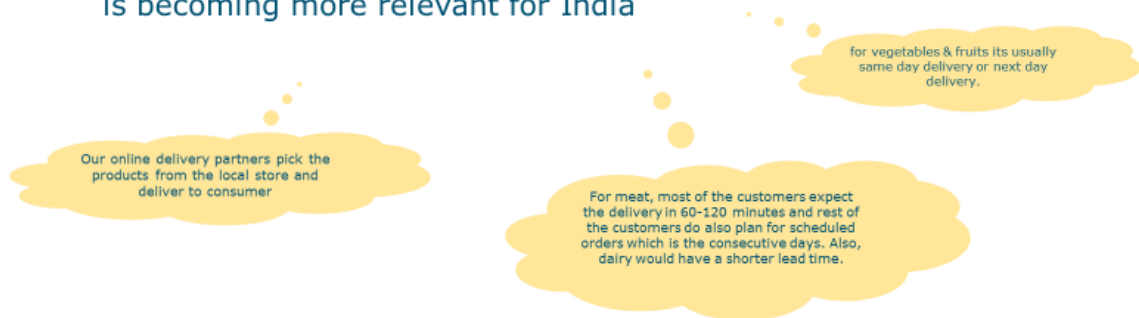 is becoming more relevant for India
for vegetables & fruits its usually
same day delivery or next day
delivery.
Our online delivery partners pick the
products from the local store and
deliver to consumer
For meat, most of the customers expect
the delivery in 60-120 minutes and rest of
the customers do also plan for scheduled
orders which is the consecutive days. Also,
dairy would have a shorter lead time.